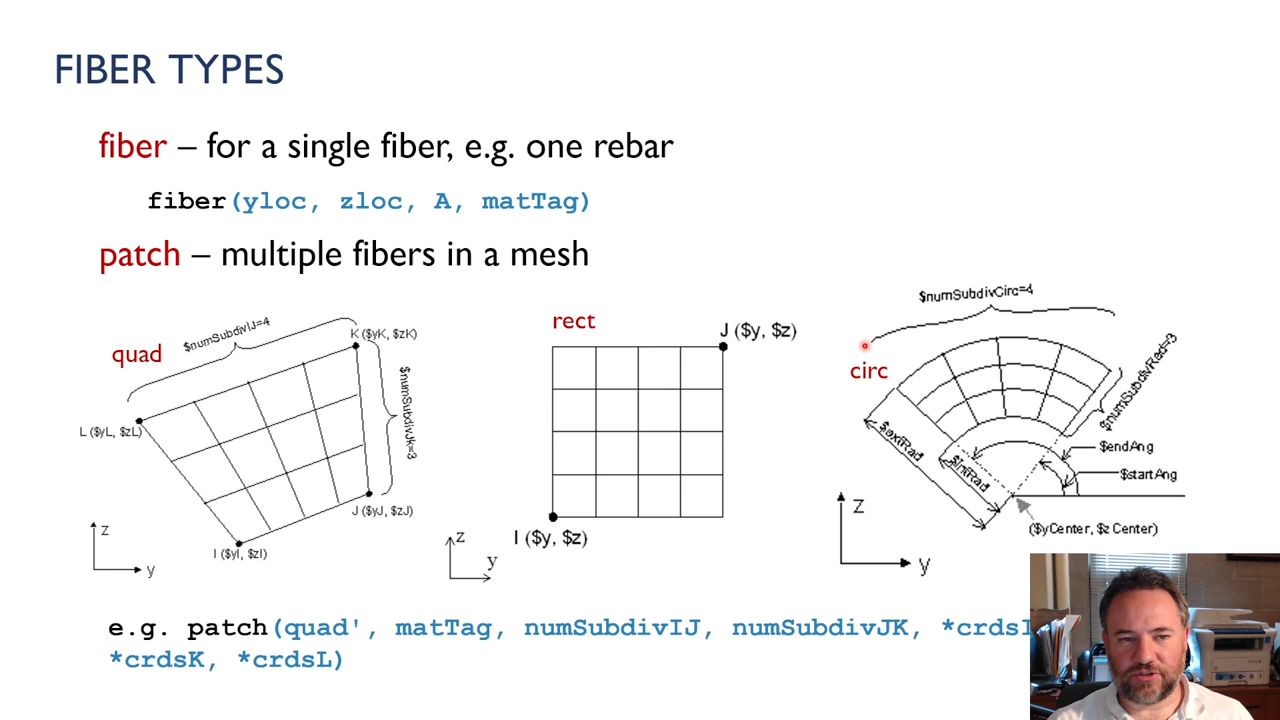 FIBER TYPES
fiber – for a single fiber, e.g. one rebar
fiber(yloc, zloc, A, matTag)
patch – multiple fibers in a mesh
quad
$numSubdivIJ=4
K ($yK, $zK)
$numSubdivJk=3
L ($yL, $zL)
J ($yJ, $zJ)
I ($yI, $zI)
z
y
rect
J ($y, $z)
I ($y, $z)
z
y
$numSubdivCirc=4
circ
$numSubdivRad=3
$extRad
$intRad
$endAng
$startAng
($yCenter, $zCenter)
z
y
e.g. patch(quad', matTag, numSubdivIJ, numSubdivJK,
*crdsK, *crdsL)